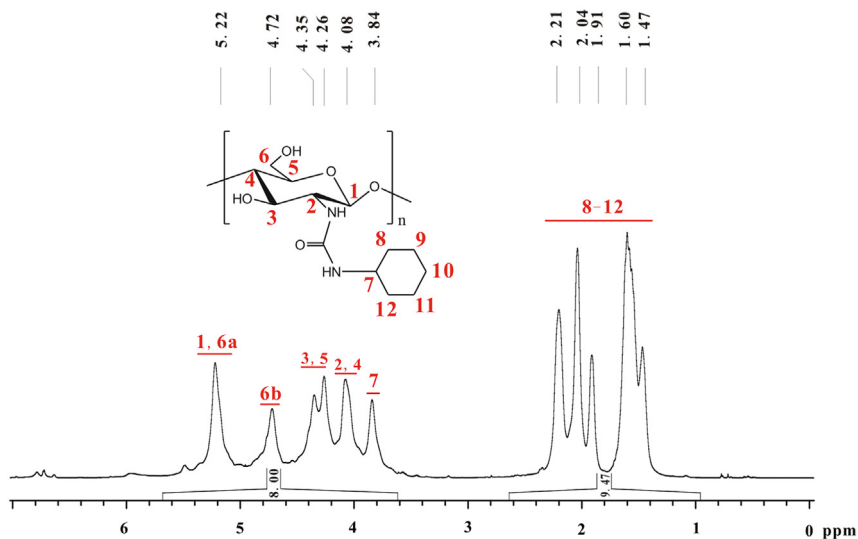 5.22 4.72 4.35 4.26 4.08 3.84 2.21 2.04 1.91 1.60 1.47
6 OH
5
O
4 1 O
HO 3 2 NH n
O 8 9
HN 7 10
12 11
8-12
1, 6a
6b
3, 5
2, 4
7
8.00 9.47
6 5 4 3 2 1 0 ppm